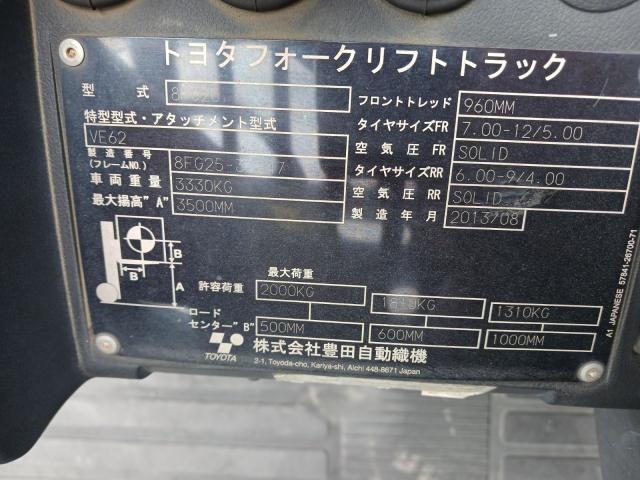 トヨタフォークリフトトラック
型 式
フロントトレッド 960MM
特型型式・アタッチメント型式 タイヤサイズFR 7.00-12/5.00
VE62 空気圧 FR SOLID
製造番号
(フレームNO.) タイヤサイズRR 6.00-9/4.00
車両重量 3330KG 空気圧 RR SOLID
最大揚高"A" 3500MM 製造年月 2013/08
B
B
A
最大荷重
許容荷重 2000KG 1310KG
ロード
センター"B" 500MM 600MM 1000MM
TOYOTA
株式会社豊田自動織機
2-1, Toyoda-cho, Kariya-shi, Aichi 448-8671 Japan
A1 JAPANESE 57841-26700-71